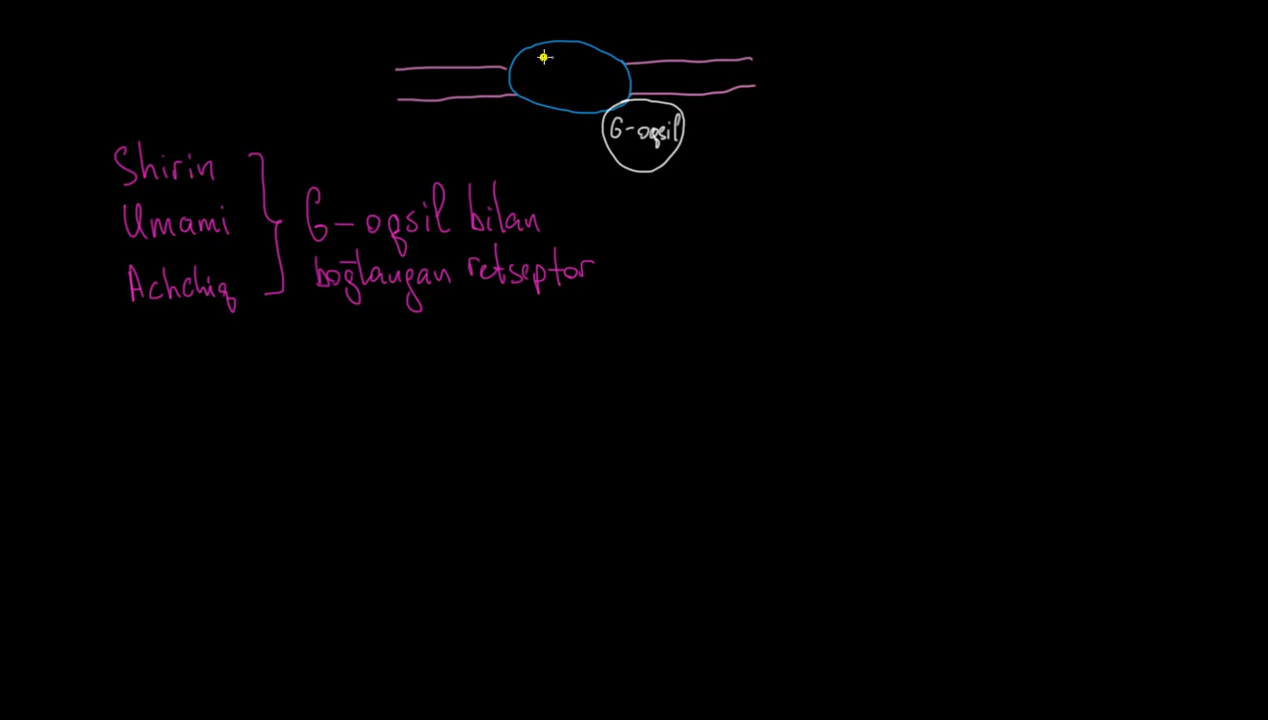 G-oqsil
Shirin
Umami
Achchiq
G-oqsil bilan
bog̅langan retseptor